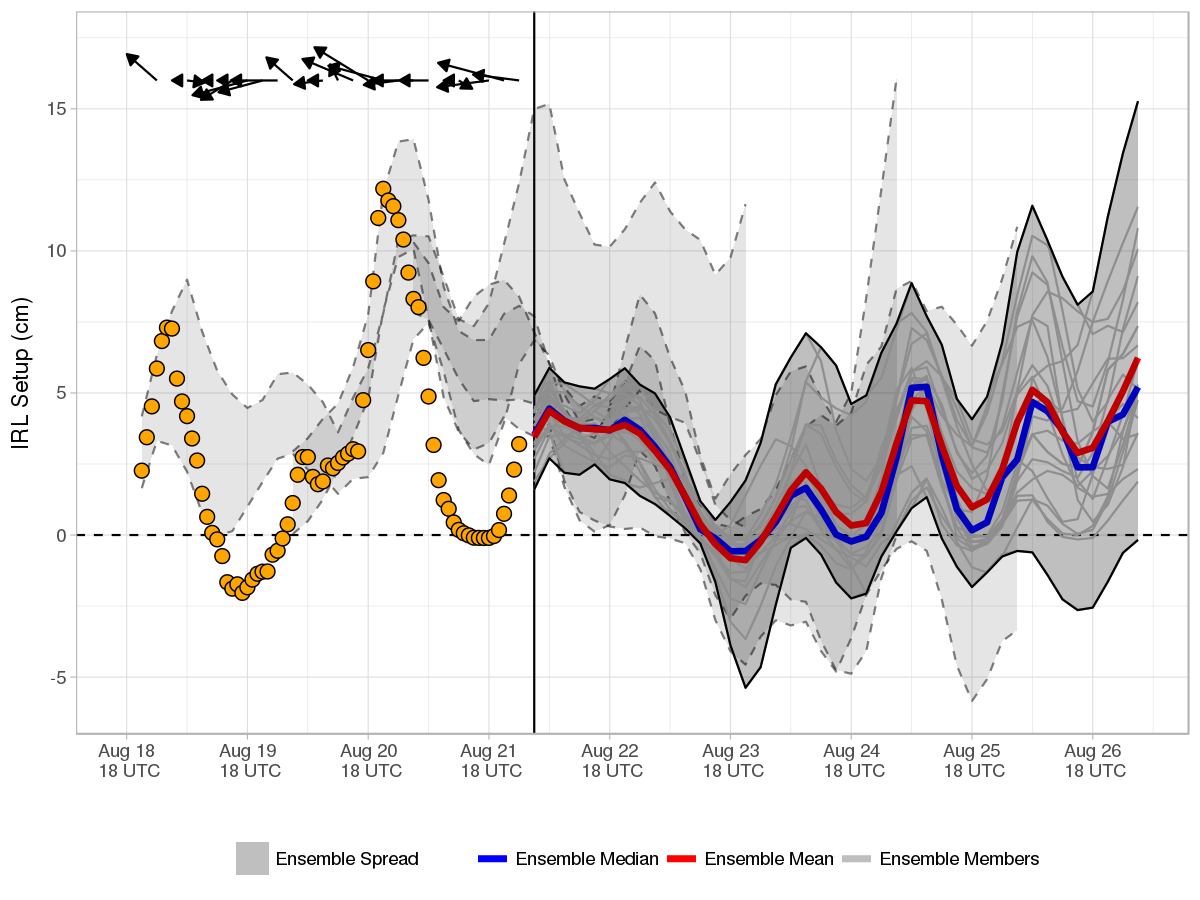 IRL Setup (cm)
15
10
5
0
-5
Aug 18 Aug 19 Aug 20 Aug 21 Aug 22 Aug 23 Aug 24 Aug 25 Aug 26
18 UTC 18 UTC 18 UTC 18 UTC 18 UTC 18 UTC 18 UTC 18 UTC 18 UTC
Ensemble Spread Ensemble Median Ensemble Mean Ensemble Members